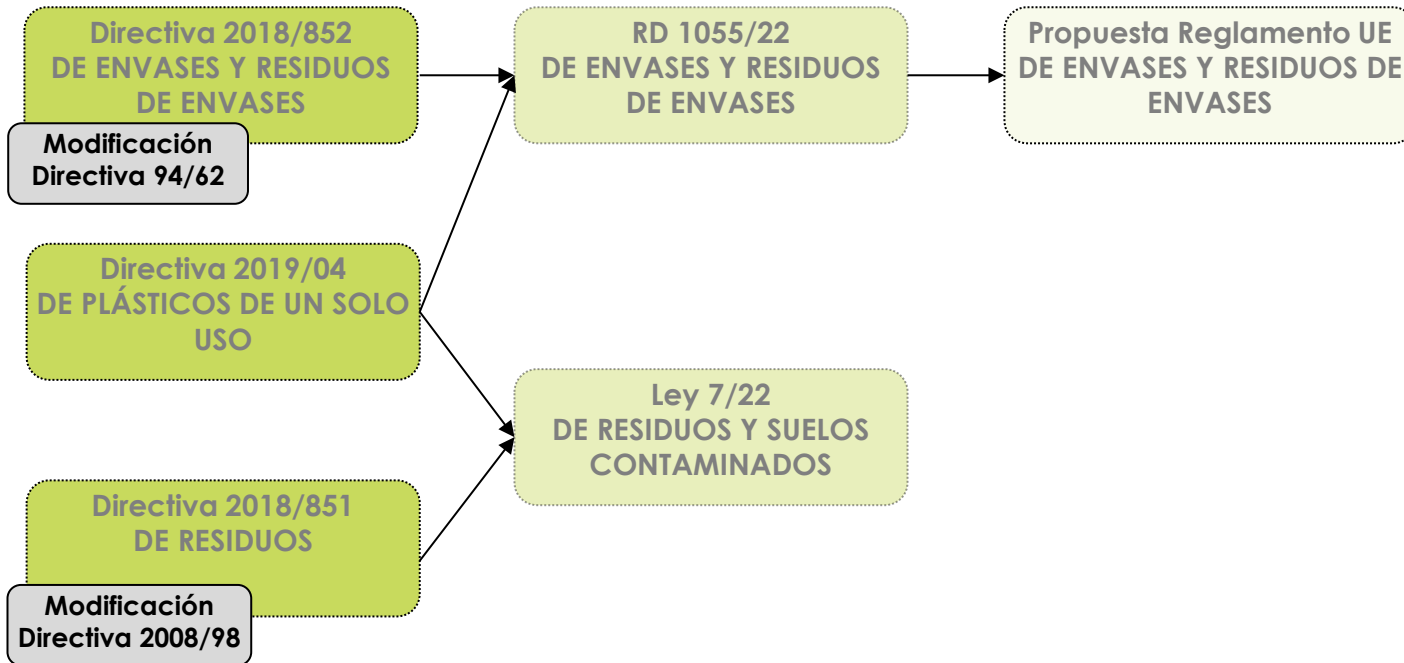 Directiva 2018/852
DE ENVASES Y RESIDUOS
DE ENVASES
Modificación
Directiva 94/62
RD 1055/22
DE ENVASES Y RESIDUOS
DE ENVASES
Propuesta Reglamento UE
DE ENVASES Y RESIDUOS DE
ENVASES
Directiva 2019/04
DE PLÁSTICOS DE UN SOLO
USO
Ley 7/22
DE RESIDUOS Y SUELOS
CONTAMINADOS
Directiva 2018/851
DE RESIDUOS
Modificación
Directiva 2008/98